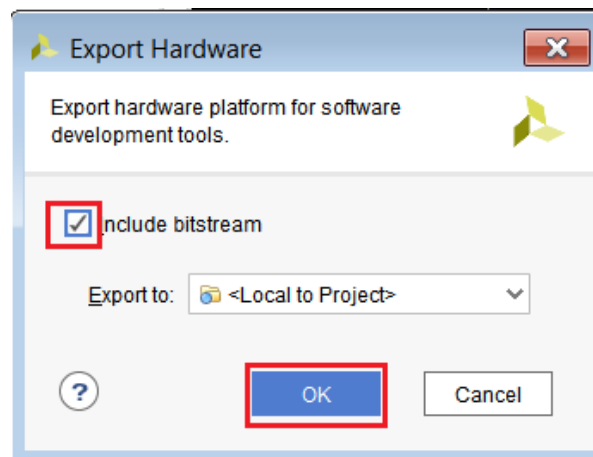 Export Hardware
Export hardware platform for software
development tools.
Include bitstream
Export to: <Local to Project>
?
OK
Cancel